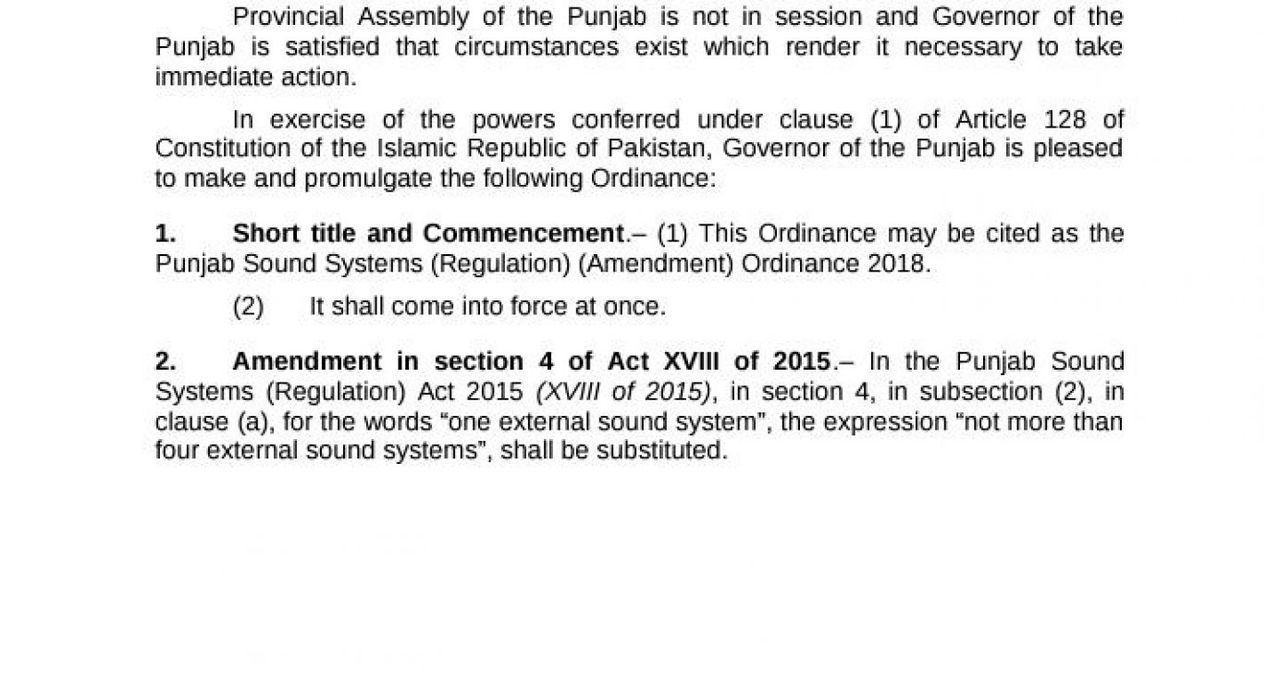 Provincial Assembly of the Punjab is not in session and Governor of the
Punjab is satisfied that circumstances exist which render it necessary to take
immediate action.
In exercise of the powers conferred under clause (1) of Article 128 of
Constitution of the Islamic Republic of Pakistan, Governor of the Punjab is pleased
to make and promulgate the following Ordinance:
1. Short title and Commencement.– (1) This Ordinance may be cited as the
Punjab Sound Systems (Regulation) (Amendment) Ordinance 2018.
(2) It shall come into force at once.
2. Amendment in section 4 of Act XVIII of 2015.– In the Punjab Sound
Systems (Regulation) Act 2015 (XVIII of 2015), in section 4, in subsection (2), in
clause (a), for the words “one external sound system”, the expression “not more than
four external sound systems”, shall be substituted.